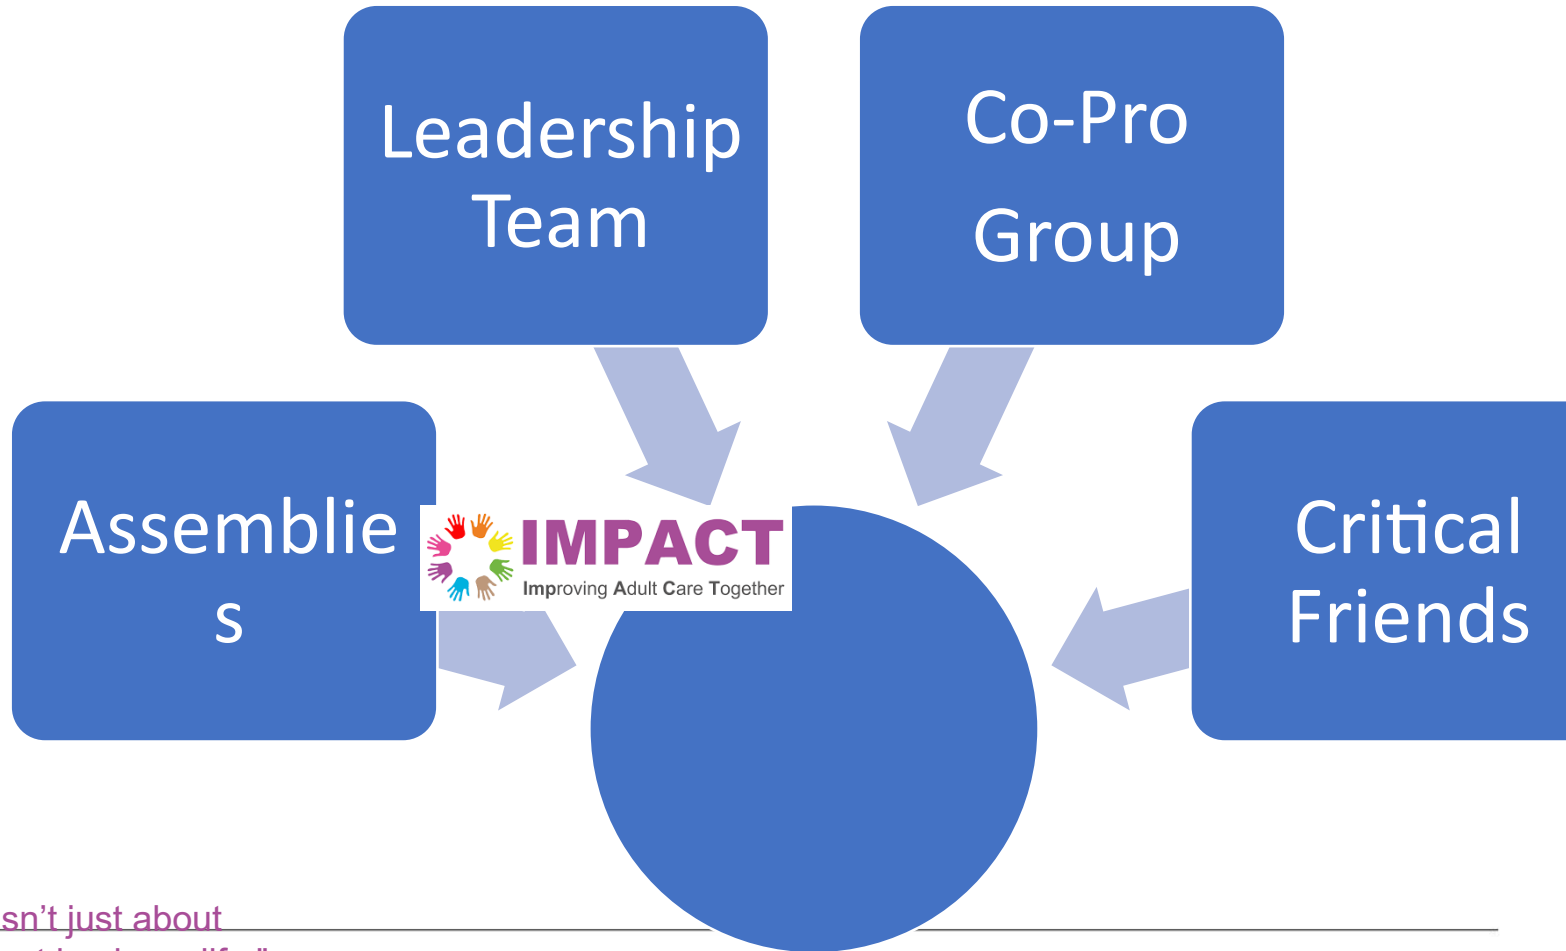 Leadership
Team
Co-Pro
Group
Assemblie
s
IMPACT
Improving Adult Care Together
Critical
Friends
sn’t just about